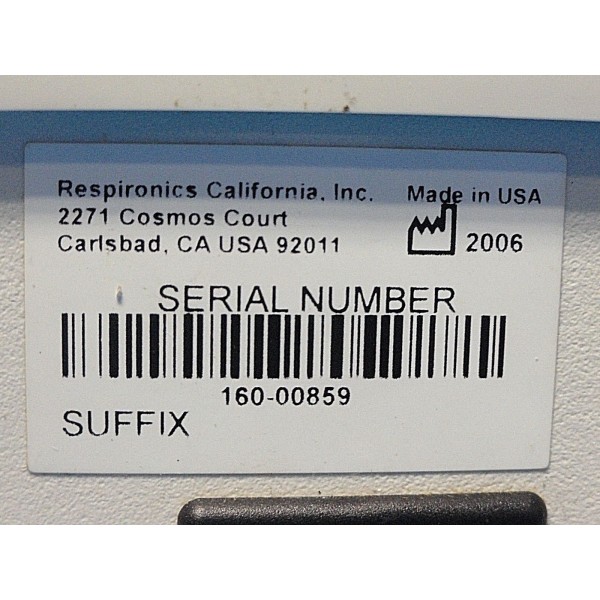 Respironics California, Inc.
2271 Cosmos Court
Carlsbad, CA USA 92011
Made in USA
2006
SERIAL NUMBER
160-00859
SUFFIX